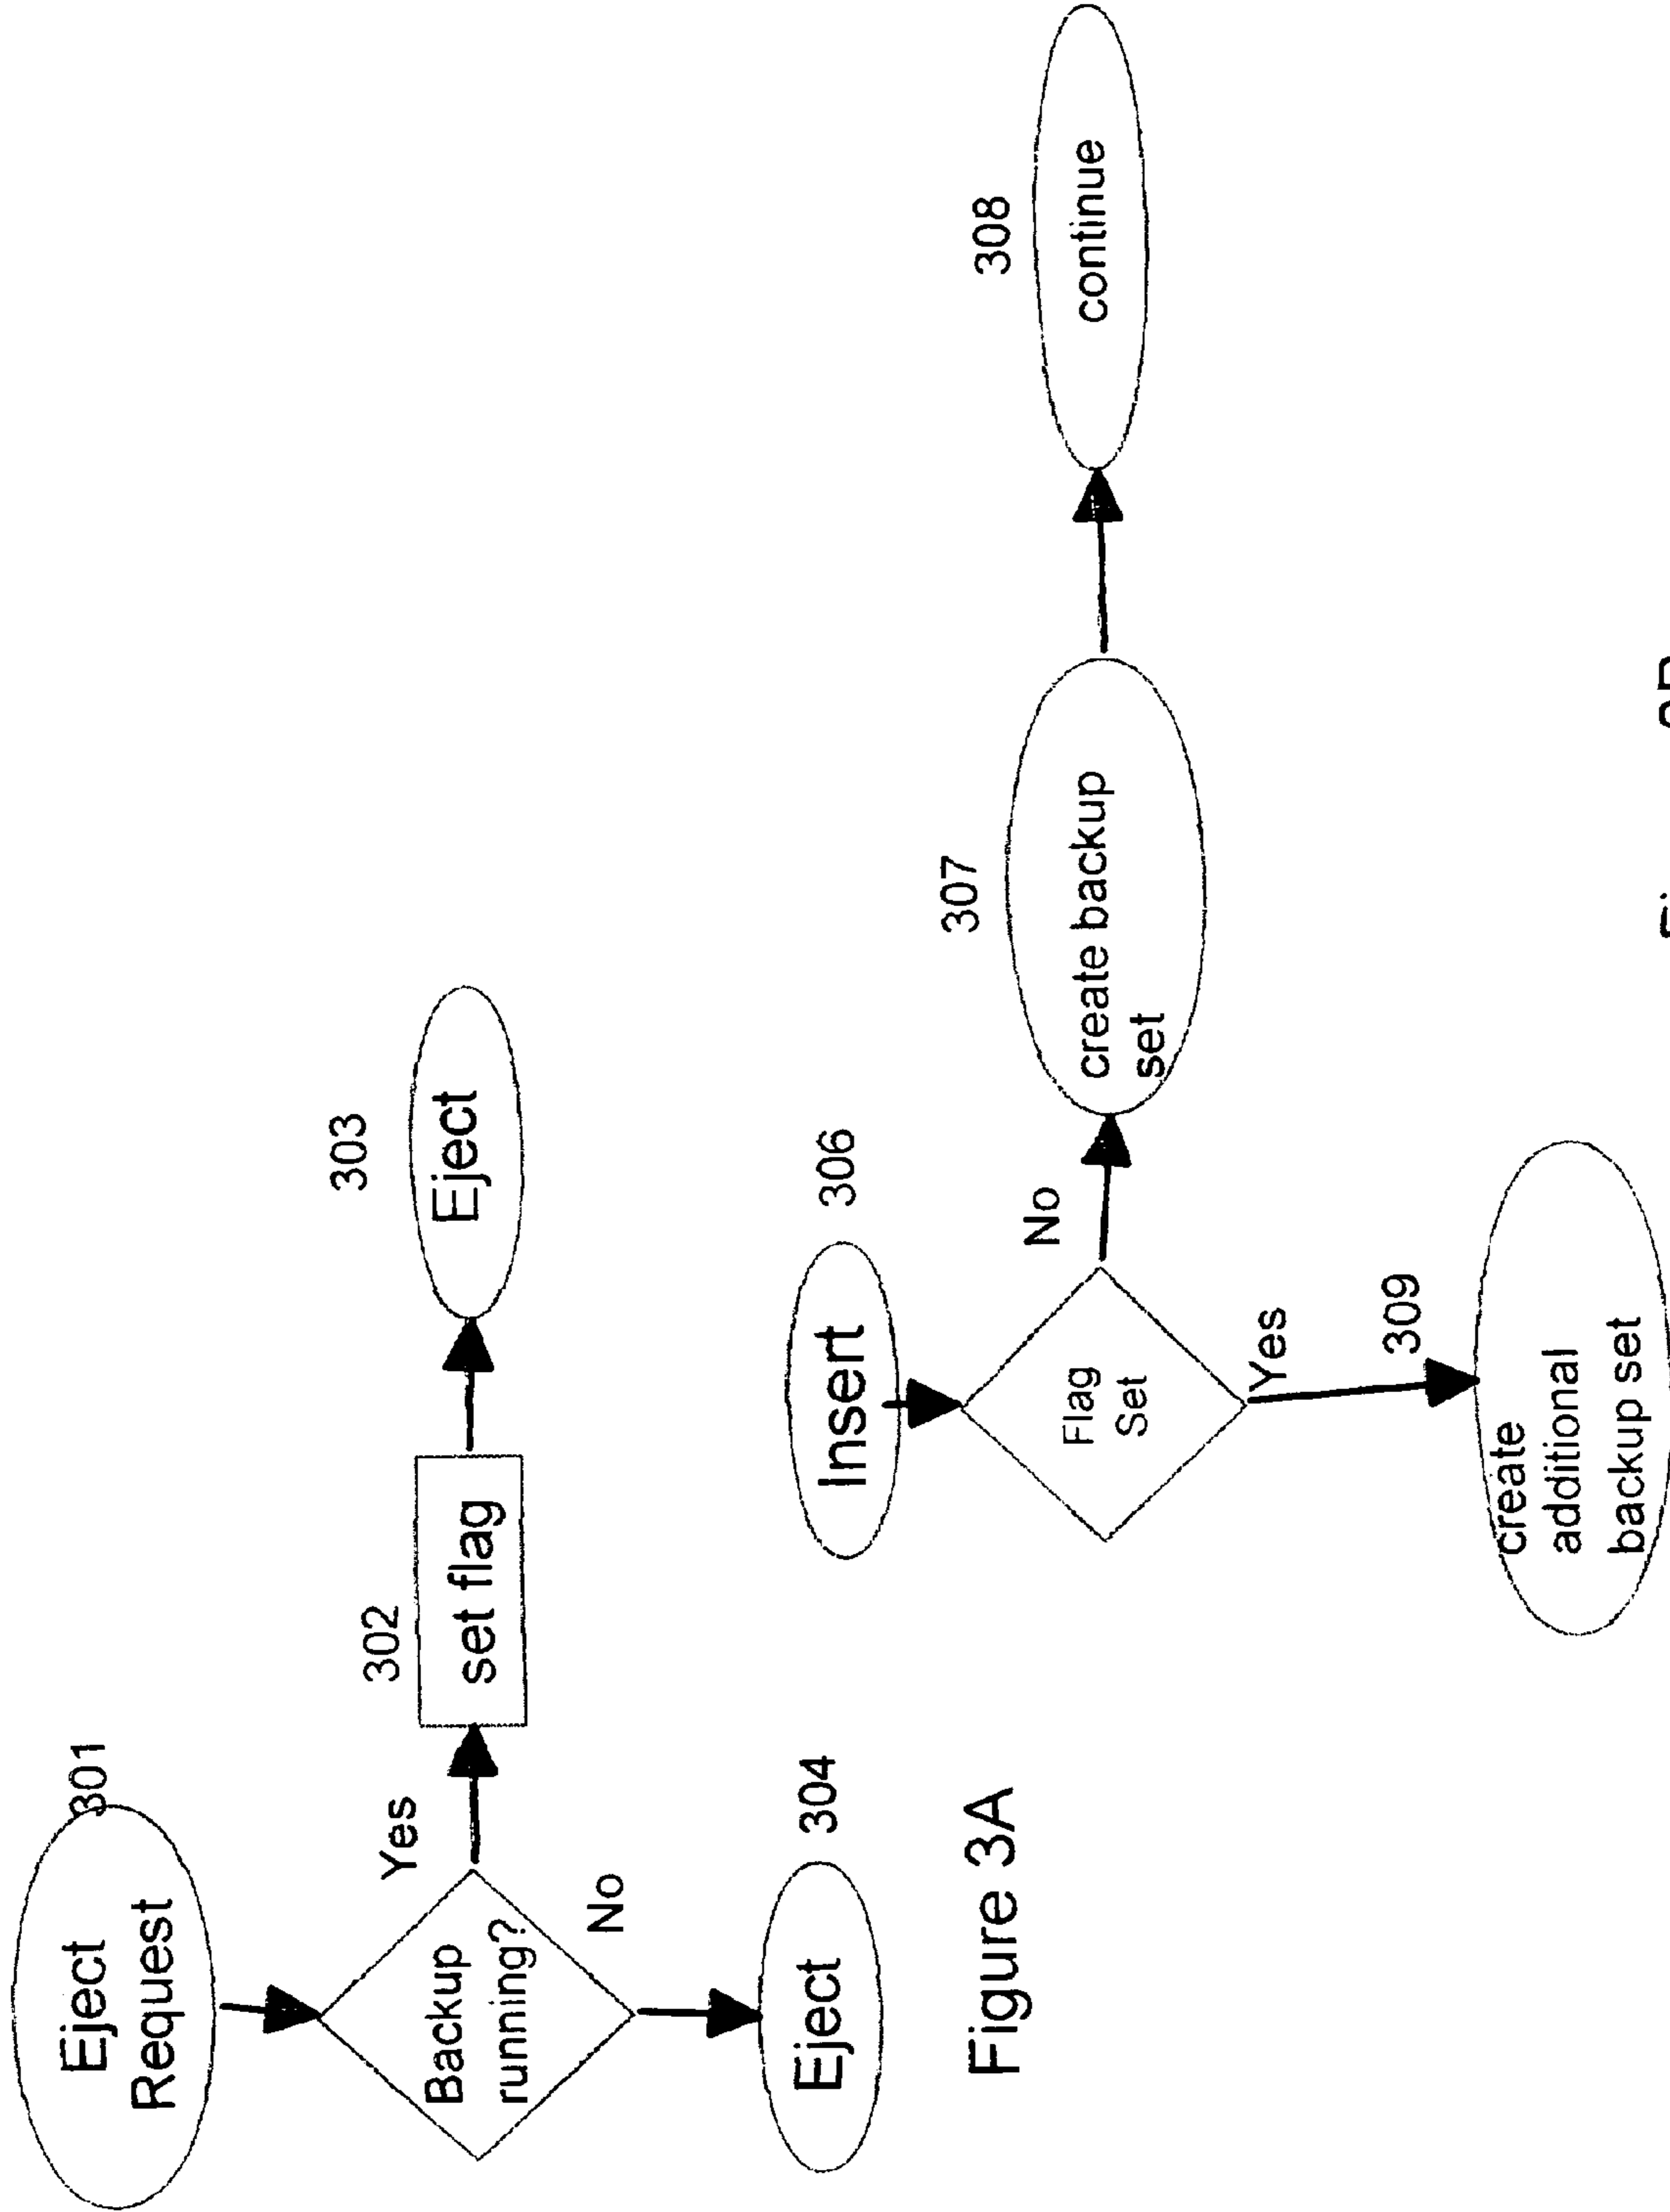 Eject
Request
301
Backup
running?
Yes
302
set flag
303
Eject
No
304
Eject
Figure 3A
Insert
306
Flag
Set
No
307
create backup
set
308
continue
Yes
309
create
additional
backup set